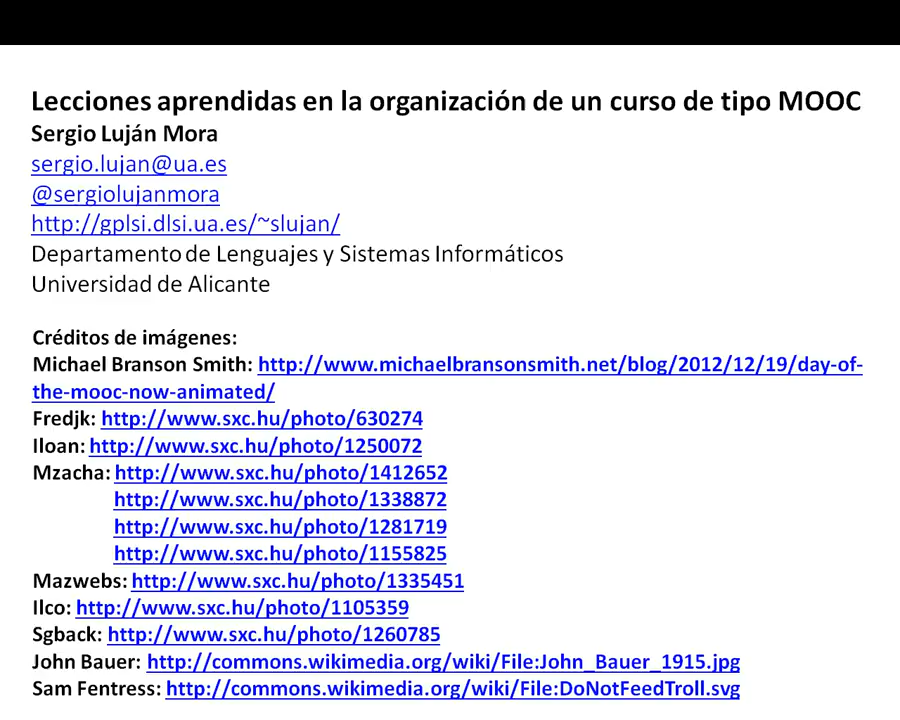 Lecciones aprendidas en la organización de un curso de tipo MOOC
Sergio Luján Mora
sergio.lujan@ua.es
@sergiolujanmora
http://gplsi.dlsi.ua.es/~slujan/
Departamento de Lenguajes y Sistemas Informáticos
Universidad de Alicante
Créditos de imágenes:
Michael Branson Smith: http://www.michaelbransonsmith.net/blog/2012/12/19/day-of-
the-mooc-now-animated/
Fredjk: http://www.sxc.hu/photo/630274
Iloan: http://www.sxc.hu/photo/1250072
Mzacha: http://www.sxc.hu/photo/1412652
http://www.sxc.hu/photo/1338872
http://www.sxc.hu/photo/1281719
http://www.sxc.hu/photo/1155825
Mazwebs: http://www.sxc.hu/photo/1335451
Ilco: http://www.sxc.hu/photo/1105359
Sgback: http://www.sxc.hu/photo/1260785
John Bauer: http://commons.wikimedia.org/wiki/File:John_Bauer_1915.jpg
Sam Fentress: http://commons.wikimedia.org/wiki/File:DoNotFeedTroll.svg